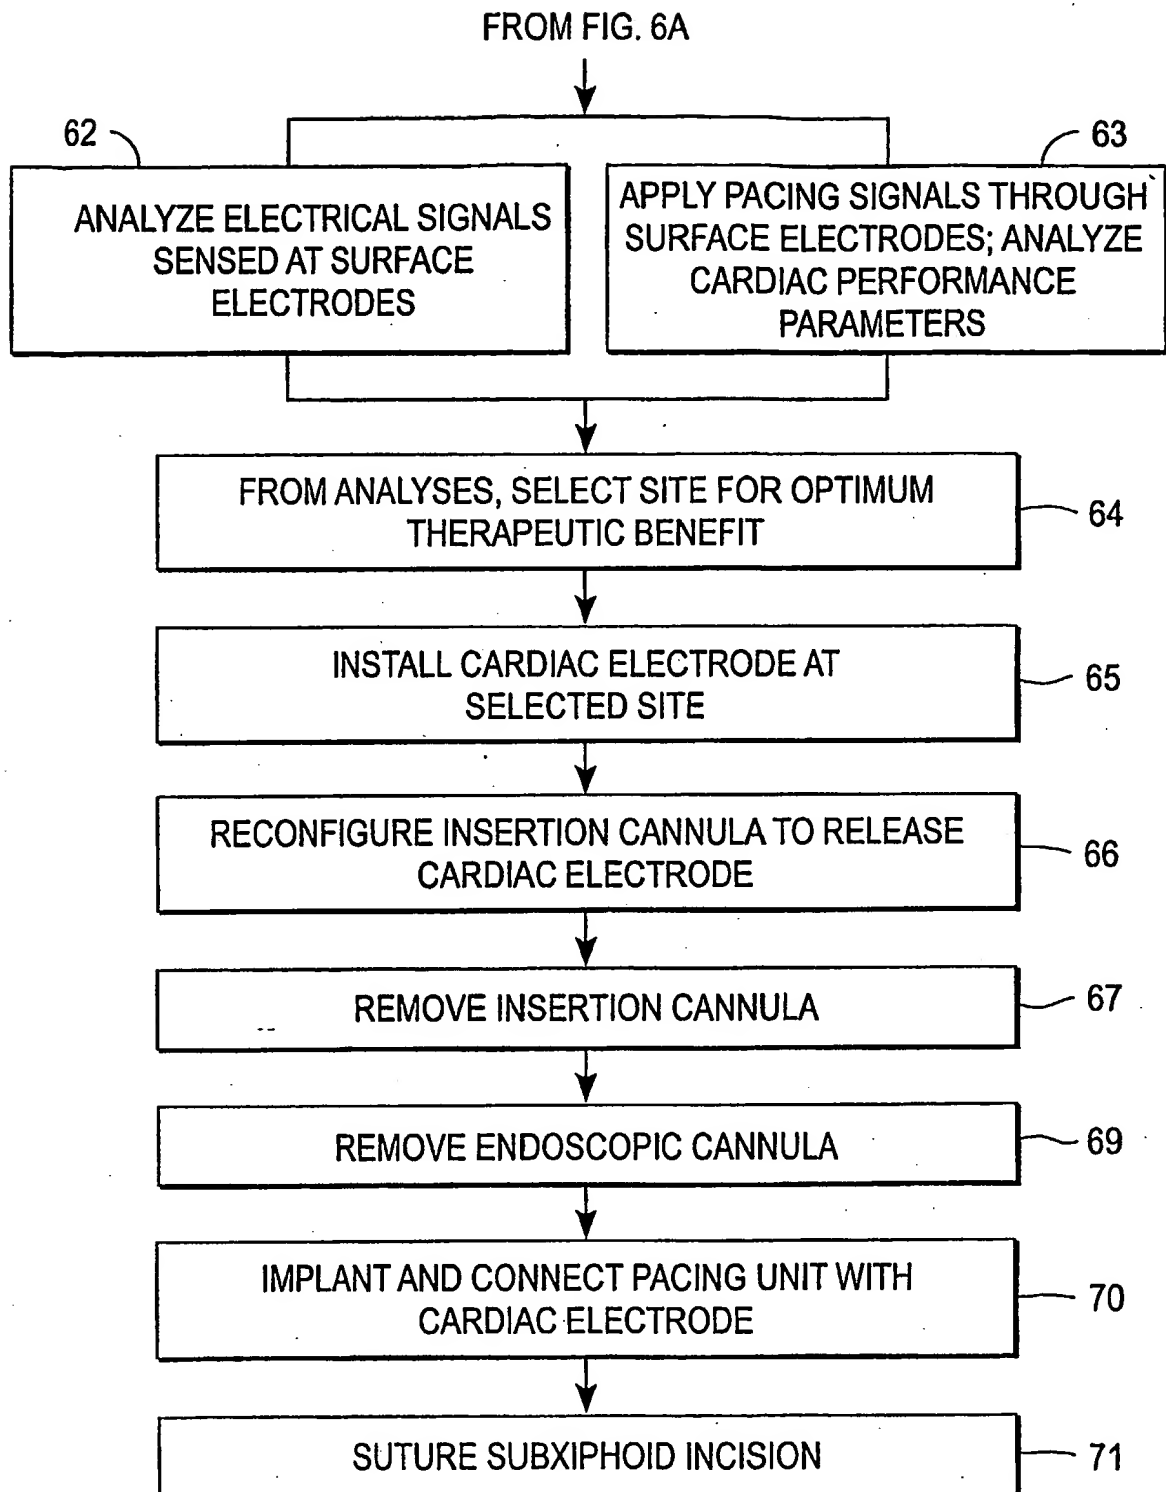 FROM FIG. 6A
62
63
ANALYZE ELECTRICAL SIGNALS
SENSED AT SURFACE
ELECTRODES
APPLY PACING SIGNALS THROUGH
SURFACE ELECTRODES; ANALYZE
CARDIAC PERFORMANCE
PARAMETERS
FROM ANALYSES, SELECT SITE FOR OPTIMUM
THERAPEUTIC BENEFIT
64
INSTALL CARDIAC ELECTRODE AT
SELECTED SITE
65
RECONFIGURE INSERTION CANNULA TO RELEASE
CARDIAC ELECTRODE
66
REMOVE INSERTION CANNULA
67
REMOVE ENDOSCOPIC CANNULA
69
IMPLANT AND CONNECT PACING UNIT WITH
CARDIAC ELECTRODE
70
SUTURE SUBXIPHOID INCISION
71